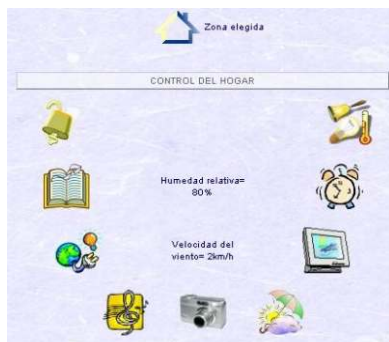 Zona elegida
CONTROL DEL HOGAR
Humedad relativa=
80%
Velocidad del
viento= 2km/h